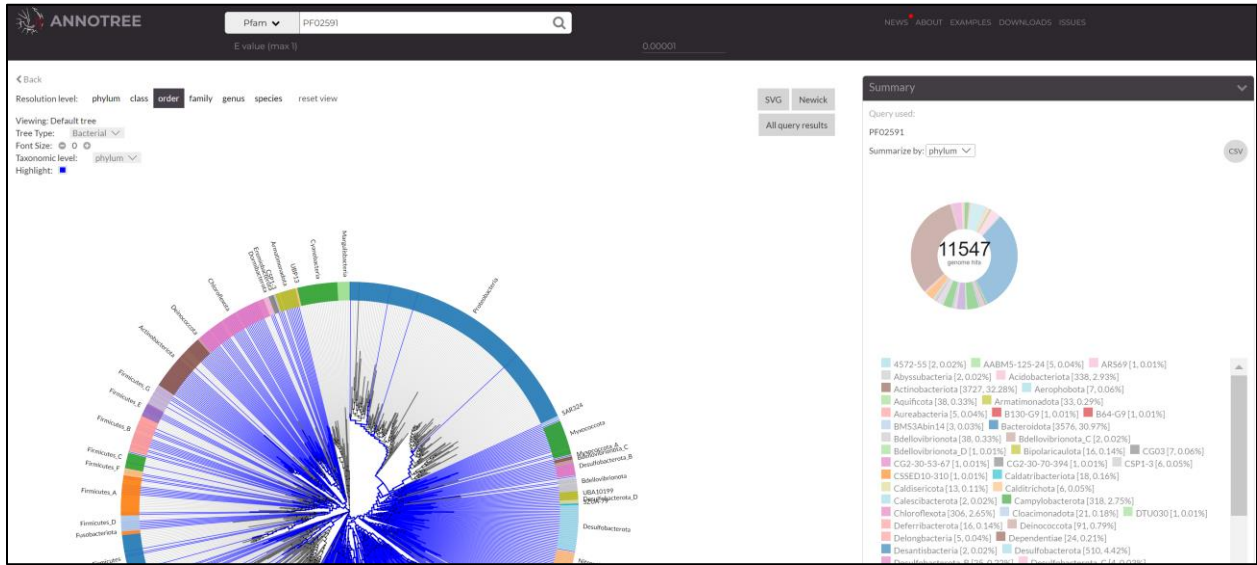 ANNOTREE
Pfam
PF02591
NEWS ABOUT EXAMPLES DOWNLOADS ISSUES
E value (max 1)
0.00001
Back
Resolution level: phylum class order family genus species reset view
Viewing: Default tree
Tree Type: Bacterial
Font Size: 0
Taxonomic level: phylum
Highlight:
SVG Newick
All query results
Summary
Query used:
PF02591
Summarize by: phylum
CSV
11547
genome hits
Margulisbacteria
Cyanobacteria
UBP13
Armatimonadota
CSP1-3
Eremiobacterota
Dormibacterota
Chloroflexota
Deinococcota
Actinobacteriota
Firmicutes_G
Firmicutes_E
Firmicutes_B
Firmicutes_C
Firmicutes_F
Firmicutes_A
Firmicutes_D
Fusobacteriota
Firmicutes
Proteobacteria
SAR324
Myxococcota
Myxococcota_A
Bdellovibrionota_C
Desulfobacterota_B
Bdellovibrionota
UBA10199
Desulfobacterota_D
Desulfobacterota
4572-55 [2, 0.02%] AABM5-125-24 [5, 0.04%] ARS69 [1, 0.01%]
Abyssubacteria [2, 0.02%] Acidobacteriota [338, 2.93%]
Actinobacteriota [3727, 32.28%] Aerophobota [7, 0.06%]
Aquificota [38, 0.33%] Armatimonadota [33, 0.29%]
Aureabacteria [5, 0.04%] B130-G9 [1, 0.01%] B64-G9 [1, 0.01%]
BMS3Abin14 [3, 0.03%] Bacteroidota [3576, 30.97%]
Bdellovibrionota [38, 0.33%] Bdellovibrionota_C [2, 0.02%]
Bdellovibrionota_D [1, 0.01%] Bipolaricaulota [16, 0.14%] CG03 [7, 0.06%]
CG2-30-53-67 [1, 0.01%] CG2-30-70-394 [1, 0.01%] CSP1-3 [6, 0.05%]
CSSED10-310 [1, 0.01%] Caldatribacteriota [18, 0.16%]
Caldisericota [13, 0.11%] Calditrichota [6, 0.05%]
Calescibacterota [2, 0.02%] Campylobacterota [318, 2.75%]
Chloroflexota [306, 2.65%] Cloacimonadota [21, 0.18%] DTU030 [1, 0.01%]
Deferribacterota [16, 0.14%] Deinococcota [91, 0.79%]
Delongbacteria [5, 0.04%] Dependentiae [24, 0.21%]
Desantisbacteria [2, 0.02%] Desulfobacterota [510, 4.42%]